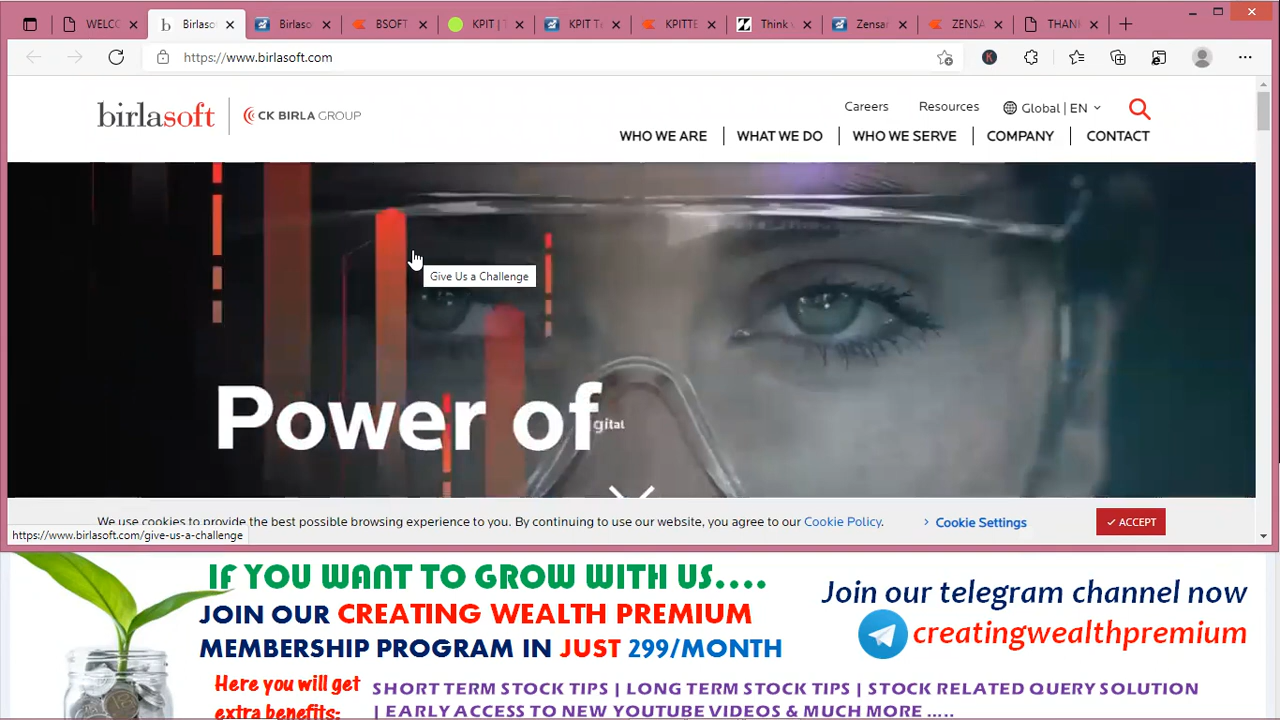 WELC
Birlaso
Birlaso
BSOFT
KPIT | T
KPIT Te
KPITTE
Think v
Zensar
ZENSA
THANK
https://www.birlasoft.com
birlasoft
CK BIRLA GROUP
Careers Resources Global | EN
WHO WE ARE WHAT WE DO WHO WE SERVE COMPANY CONTACT
Give Us a Challenge
Power of
gital
We use cookies to provide the best possible browsing experience to you. By continuing to use our website, you agree to our Cookie Policy.
Cookie Settings
ACCEPT
https://www.birlasoft.com/give-us-a-challenge
IF YOU WANT TO GROW WITH US....
JOIN OUR CREATING WEALTH PREMIUM
MEMBERSHIP PROGRAM IN JUST 299/MONTH
Join our telegram channel now
creatingwealthpremium
Here you will get
extra benefits:
SHORT TERM STOCK TIPS | LONG TERM STOCK TIPS | STOCK RELATED QUERY SOLUTION
| EARLY ACCESS TO NEW YOUTUBE VIDEOS & MUCH MORE .....